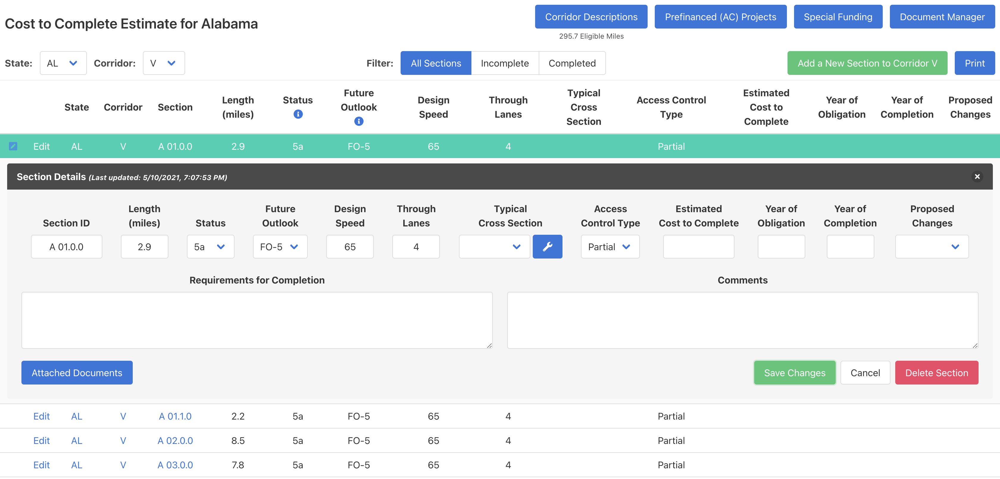 Cost to Complete Estimate for Alabama
Corridor Descriptions Prefinanced (AC) Projects Special Funding Document Manager
295.7 Eligible Miles
State: AL Corridor: V Filter: All Sections Incomplete Completed Add a New Section to Corridor V Print
State Corridor Section Length (miles) Status Future Outlook Design Speed Through Lanes Typical Cross Section Access Control Type Estimated Cost to Complete Year of Obligation Year of Completion Proposed Changes
Edit AL V A 01.0.0 2.9 5a FO-5 65 4 Partial
Section Details (Last updated: 5/10/2021, 7:07:53 PM)
Section ID Length (miles) Status Future Outlook Design Speed Through Lanes Typical Cross Section Access Control Type Estimated Cost to Complete Year of Obligation Year of Completion Proposed Changes
A 01.0.0 2.9 5a FO-5 65 4 Partial
Requirements for Completion Comments
Attached Documents Save Changes Cancel Delete Section
Edit AL V A 01.1.0 2.2 5a FO-5 65 4 Partial
Edit AL V A 02.0.0 8.5 5a FO-5 65 4 Partial
Edit AL V A 03.0.0 7.8 5a FO-5 65 4 Partial